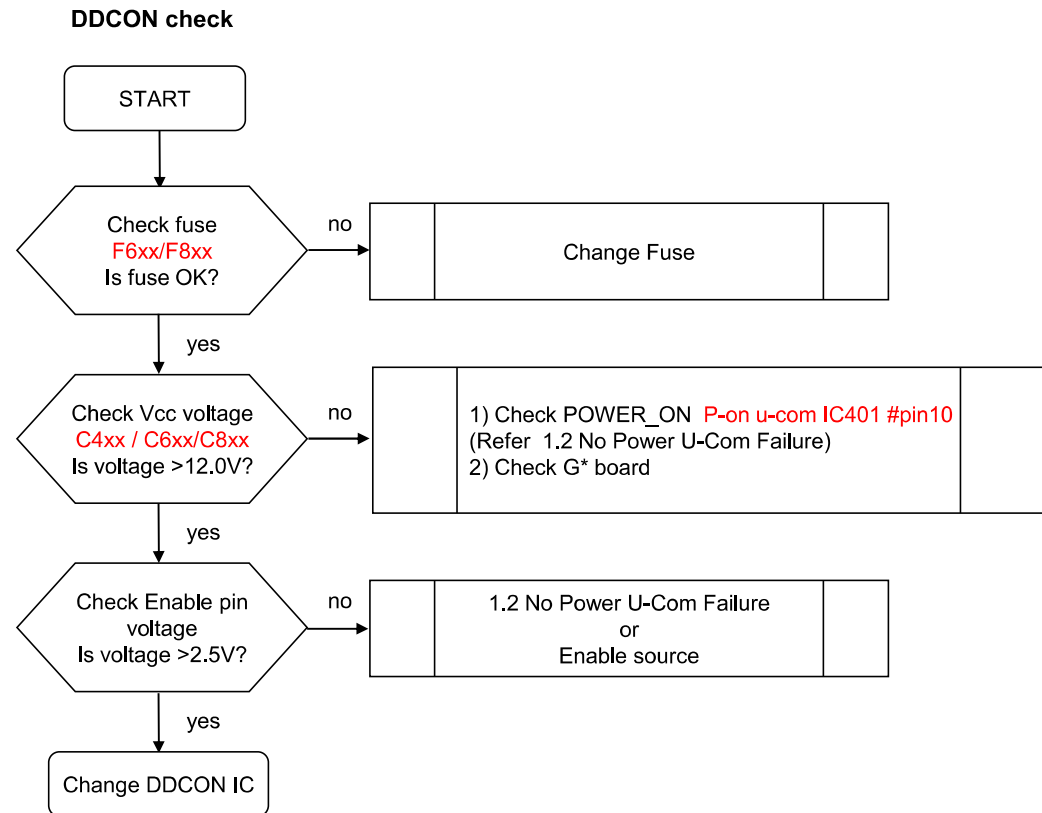 DDCON check
START
Check fuse
F6xx/F8xx
Is fuse OK?
no
Change Fuse
yes
Check Vcc voltage
C4xx / C6xx/C8xx
Is voltage >12.0V?
no
1) Check POWER_ON P-on u-com IC401 #pin10
(Refer 1.2 No Power U-Com Failure)
2) Check G* board
yes
Check Enable pin
voltage
Is voltage >2.5V?
no
1.2 No Power U-Com Failure
or
Enable source
yes
Change DDCON IC